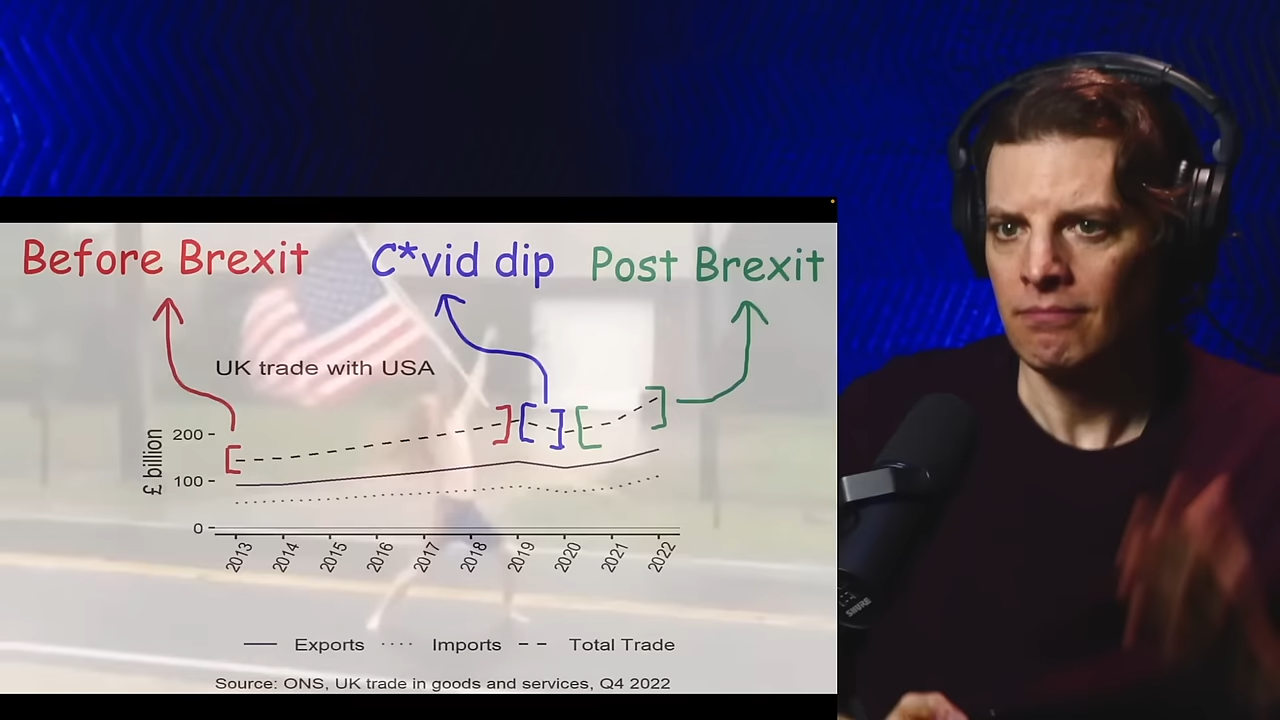 Before Brexit
C*vid dip
Post Brexit
UK trade with USA
£ billion
200
100
0
2013
2014
2015
2016
2017
2018
2019
2020
2021
2022
Exports
Imports
Total Trade
Source: ONS, UK trade in goods and services, Q4 2022
SHURE